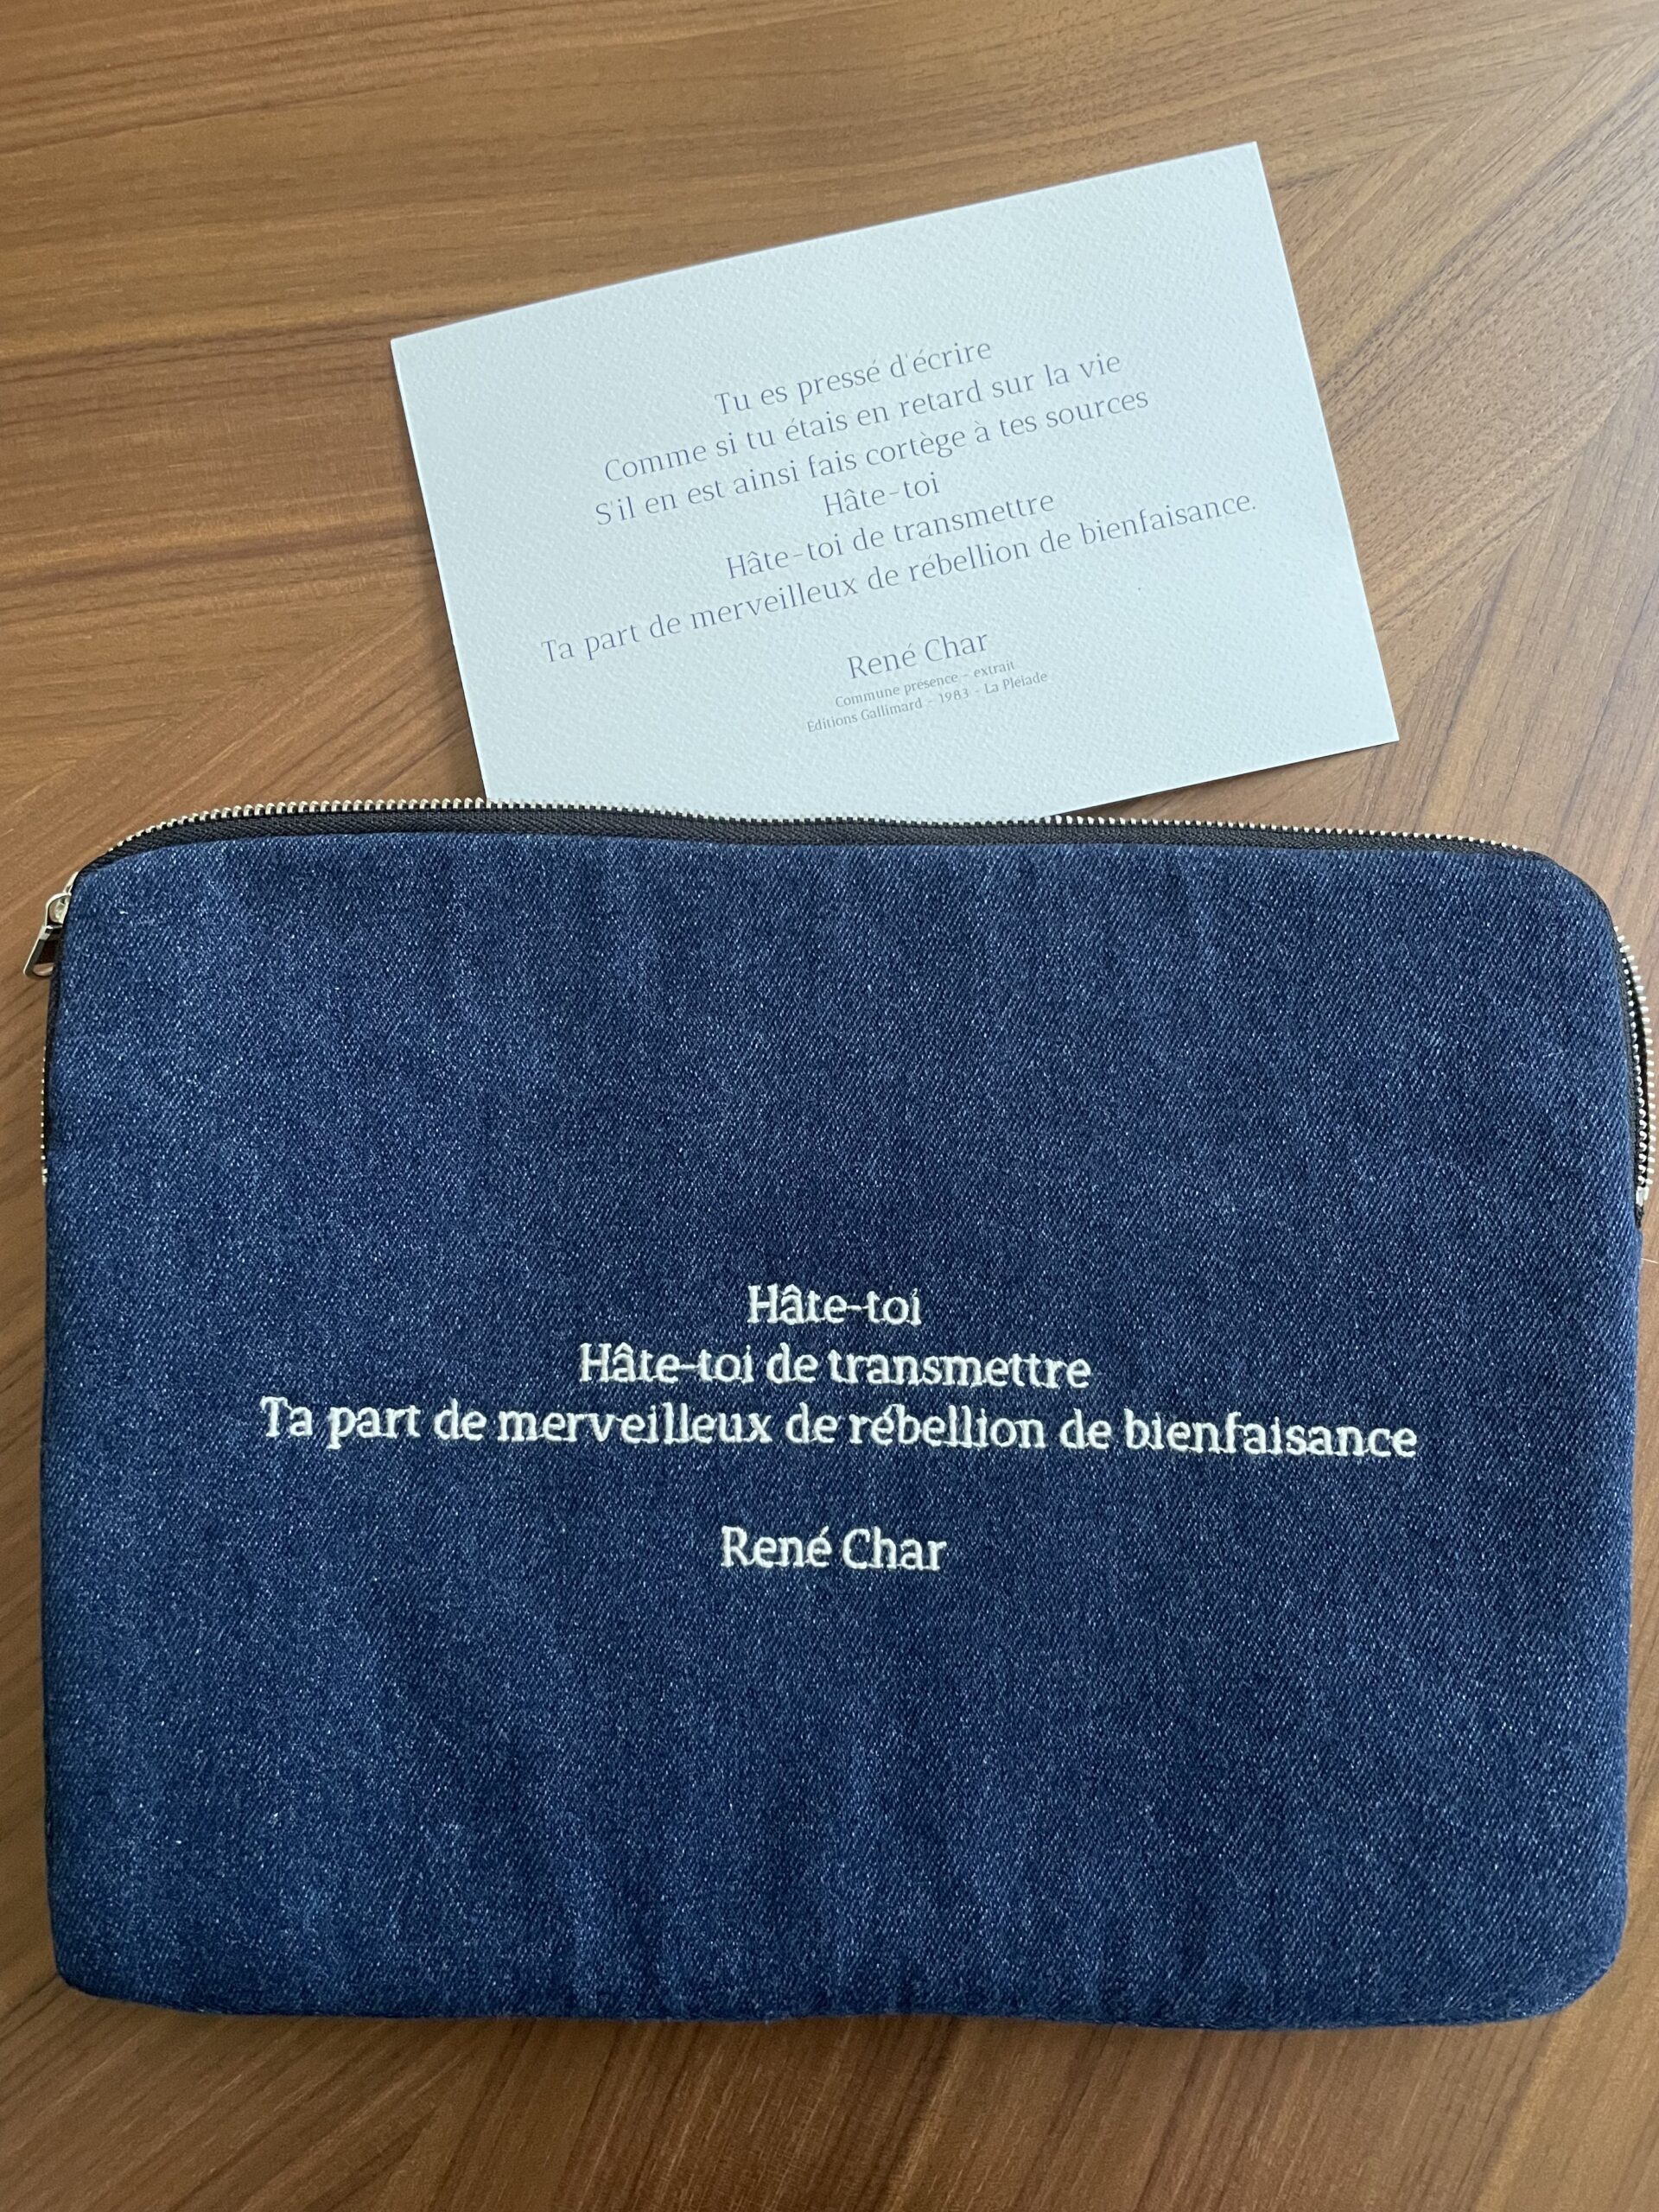 Tu es pressé d'écrire
Comme si tu étais en retard sur la vie
S'il en est ainsi fais cortège à tes sources
Hâte-toi
Hâte-toi de transmettre
Ta part de merveilleux de rébellion de bienfaisance.
René Char
Commune présence - extrait
Éditions Gallimard - 1983 - La Pléiade
Hâte-toi
Hâte-toi de transmettre
Ta part de merveilleux de rébellion de bienfaisance
René Char